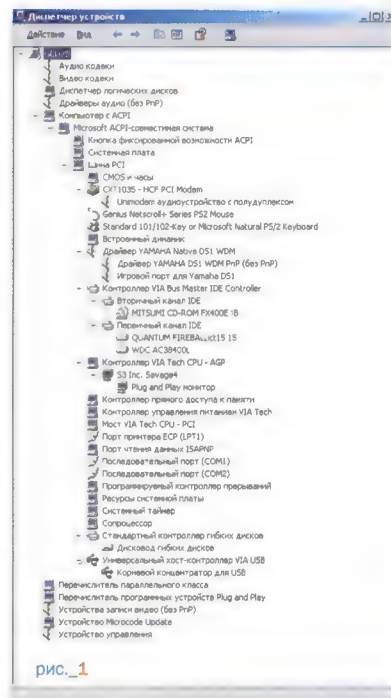 Диспетчер устройств
Действие Вид
Аудио кодеки
Видео кодеки
Диспетчер логических дисков
Драйверы аудио (без PnP)
Компьютер с ACPI
Microsoft ACPI-совместимая система
Кнопка фиксированной возможности ACPI
Системная плата
Шина PCI
CMOS и часы
CXT1035 - HCF PCI Modem
Unimodem аудиоустройство с полудуплексом
Genius Netscroll+ Series PS2 Mouse
Standard 101/102-Key or Microsoft Natural PS/2 Keyboard
Встроенный динамик
Драйвер YAMAHA Native DS1 WDM
Драйвер YAMAHA DS1 WDM PnP (без PnP)
Игровой порт для Yamaha DS1
Контроллер VIA Bus Master IDE Controller
Вторичный канал IDE
MITSUMI CD-ROM FX400E !B
Первичный канал IDE
QUANTUM 15
WDC AC38400L
Контроллер VIA Tech CPU - AGP
S3 Inc. Savage4
Plug and Play монитор
Контроллер прямого доступа к памяти
Контроллер управления питанием VIA Tech
Мост VIA Tech CPU - PCI
Порт принтера ECP (LPT1)
Порт чтения данных ISAPNP
Последовательный порт (COM1)
Последовательный порт (COM2)
Программируемый контроллер прерываний
Ресурсы системной платы
Системный таймер
Сопроцессор
Стандартный контроллер гибких дисков
Дисковод гибких дисков
Универсальный хост-контроллер VIA USB
Корневой концентратор для USB
Перечислитель параллельного класса
Перечислитель программных устройств Plug and Play
Устройства записи видео (без PnP)
Устройство Microcode Update
Устройство управления
рис._1